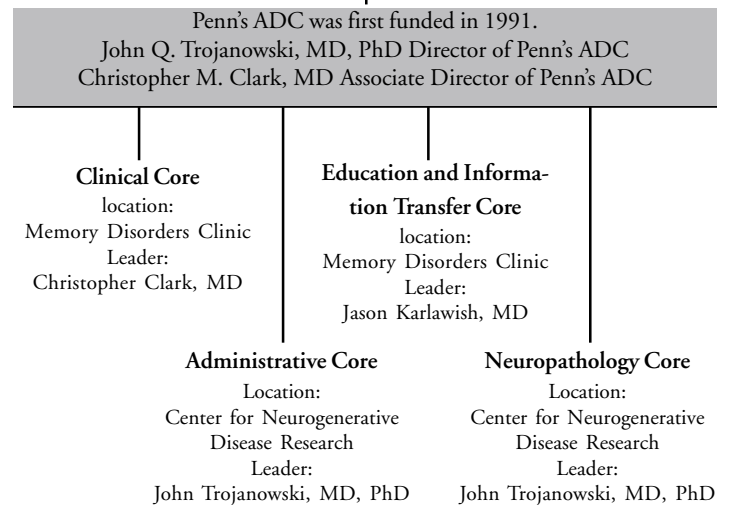 Penn's ADC was first funded in 1991.
John Q. Trojanowski, MD, PhD Director of Penn's ADC
Christopher M. Clark, MD Associate Director of Penn's ADC
Clinical Core
location:
Memory Disorders Clinic
Leader:
Christopher Clark, MD
Education and Informa-
tion Transfer Core
location:
Memory Disorders Clinic
Leader:
Jason Karlawish, MD
Administrative Core
Location:
Center for Neurogenerative
Disease Research
Leader:
John Trojanowski, MD, PhD
Neuropathology Core
Location:
Center for Neurogenerative
Disease Research
Leader:
John Trojanowski, MD, PhD